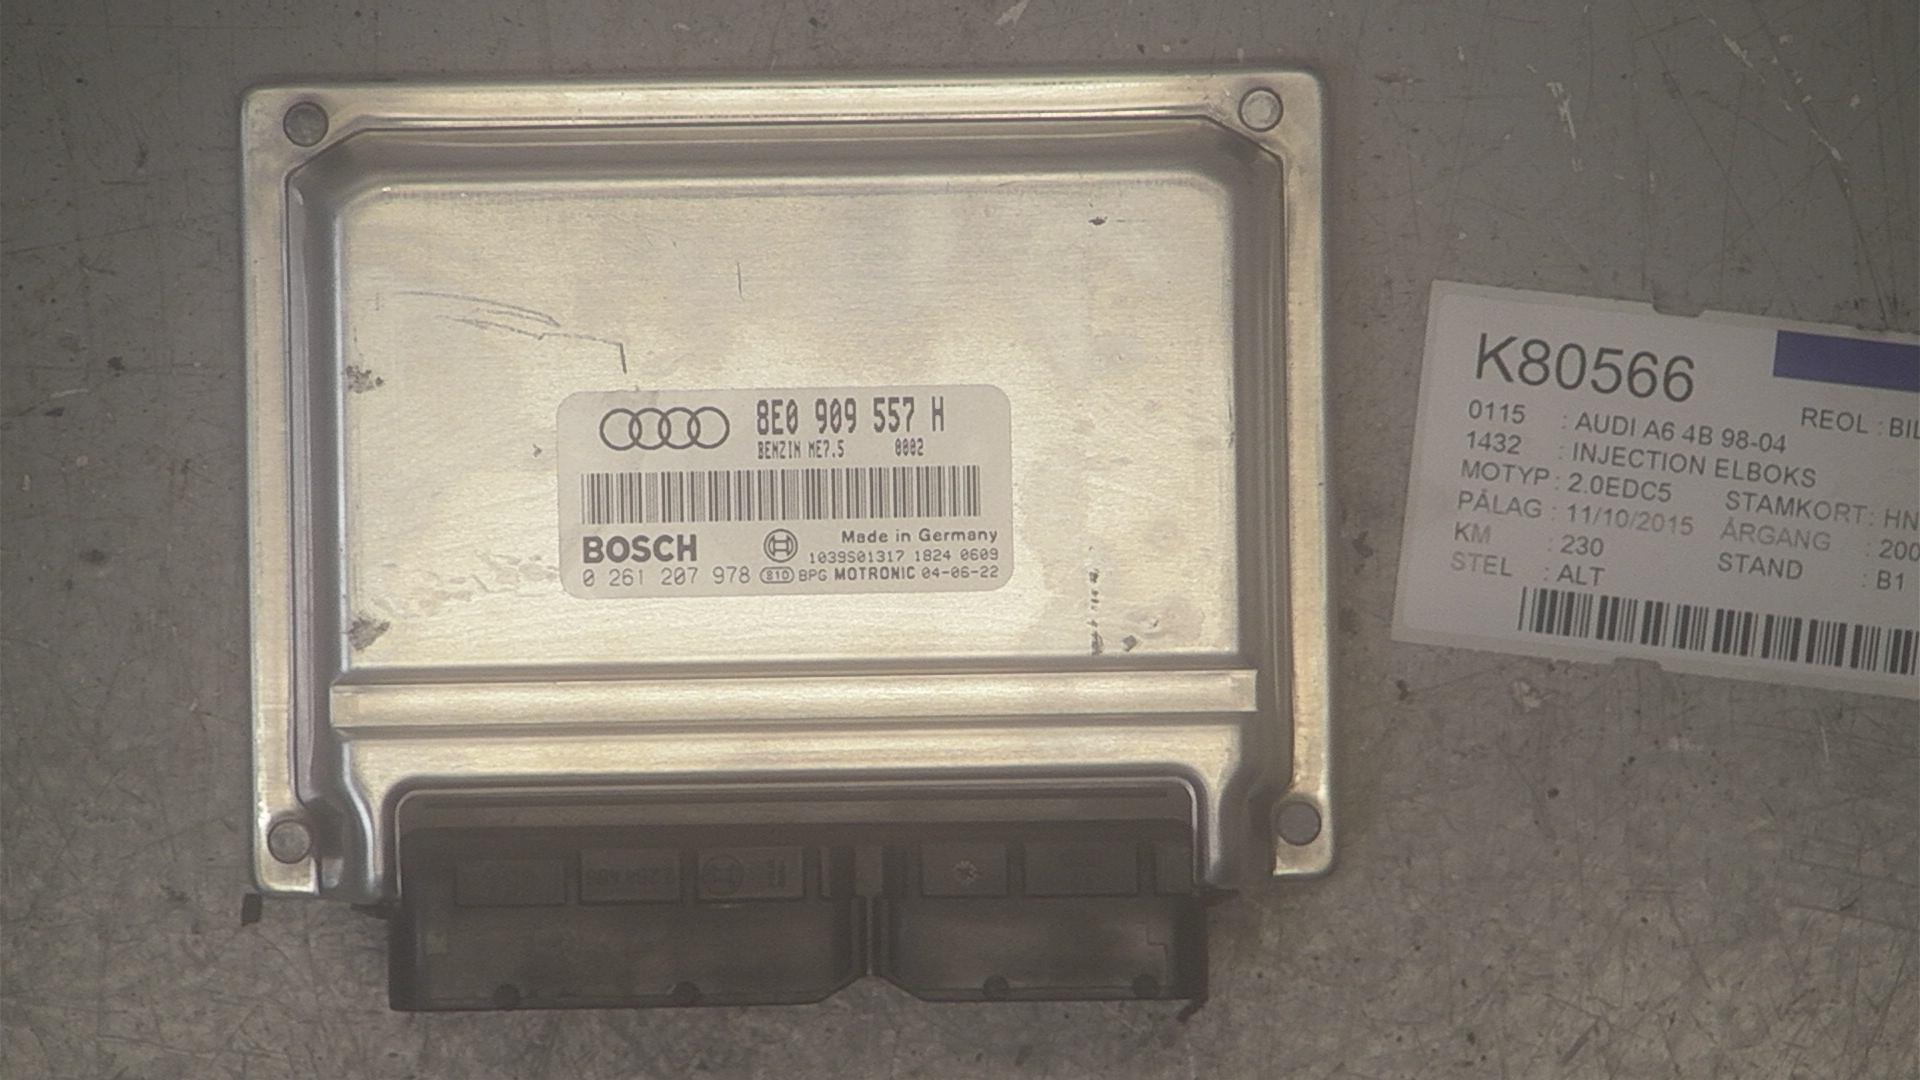 8E0 909 557 H
BENZIN ME7.5 0002
BOSCH
Made in Germany
1039S01317 1824 0609
0 261 207 978 81D BPG MOTRONIC 04-06-22
K80566
REOL : BIL
0115 : AUDI A6 4B 98-04
1432 : INJECTION ELBOKS
MOTYP : 2.0EDC5 STAMKORT : HN
PÅLAG : 11/10/2015 ÅRGANG : 200
KM : 230 STAND : B1
STEL : ALT